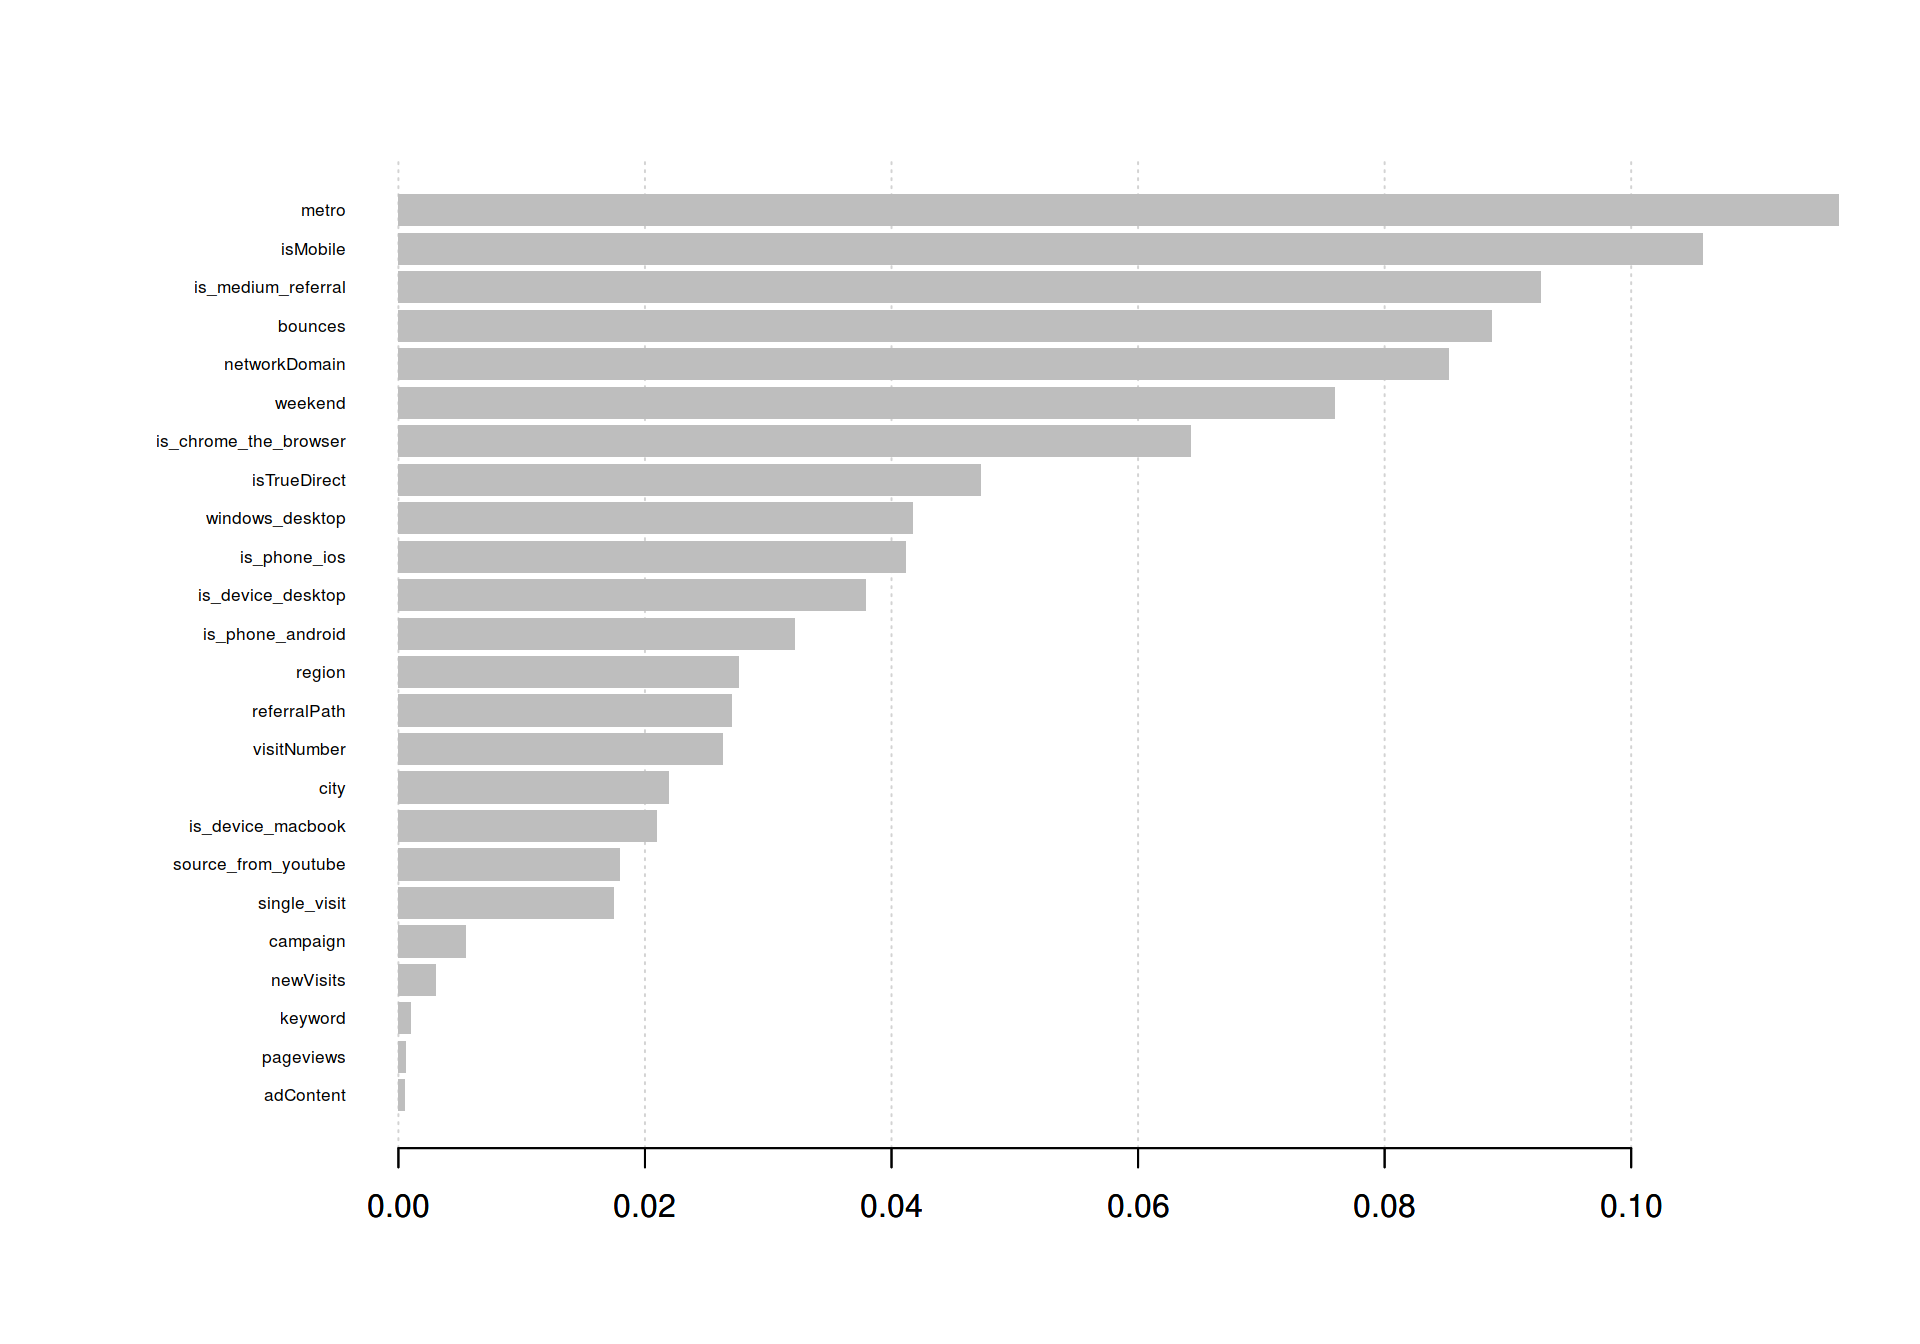 metro
isMobile
is_medium_referral
bounces
networkDomain
weekend
is_chrome_the_browser
isTrueDirect
windows_desktop
is_phone_ios
is_device_desktop
is_phone_android
region
referralPath
visitNumber
city
is_device_macbook
source_from_youtube
single_visit
campaign
newVisits
keyword
pageviews
adContent
0.00 0.02 0.04 0.06 0.08 0.10